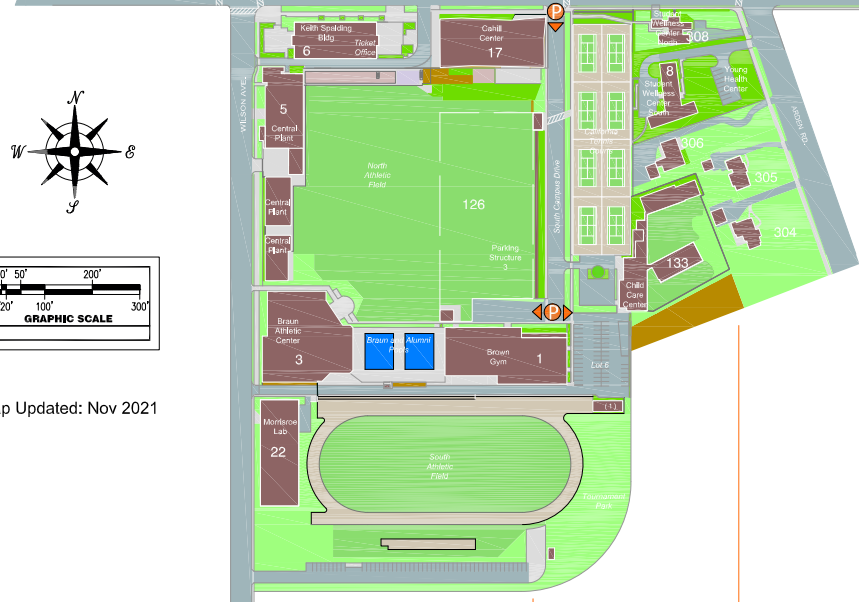 Keith Spalding
Bldg.
6
Ticket
Office
Cahill
Center
17
P
Student
Wellness
Center
308
8
Student
Wellness
Center
South
Young
Health
Center
WILSON AVE.
N
W
E
S
5
Central
Plant
North
Athletic
Field
126
South Campus Drive
California
Tennis
306
305
304
Central
Plant
Central
Plant
Parking
Structure
3
133
Child
Care
Center
0' 50' 200'
20' 100' 300'
GRAPHIC SCALE
P
Braun
Athletic
Center
3
Braun and Alumni
Pools
Brown
Gym
1
Lot 6
p Updated: Nov 2021
Morrisroe
Lab
22
(-1)
South
Athletic
Field
Tournament
Park